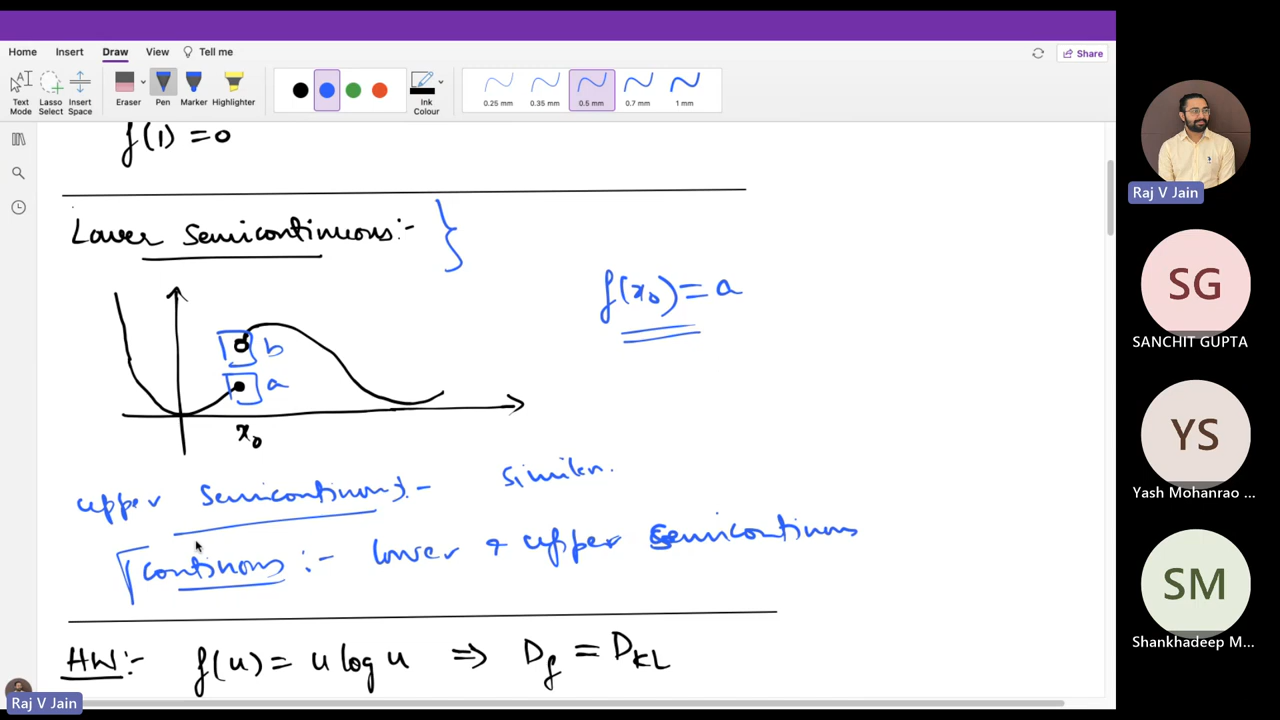 Home Insert Draw View Tell me
Share
Text Mode
Lasso Select
Insert Space
Eraser
Pen
Marker
Highlighter
Ink Colour
0.25 mm
0.35 mm
0.5 mm
0.7 mm
1 mm
f(1) = 0
Lower Semicontinuous:-
f(x₀) = a
b
a
x₀
upper semicontinuous:- similar.
continuous:- lower & upper semicontinuous
HW:- f(u) = u log u ⇒ D_f = D_KL
Raj V Jain
Raj V Jain
SG
SANCHIT GUPTA
YS
Yash Mohanrao ...
SM
Shankhadeep M...